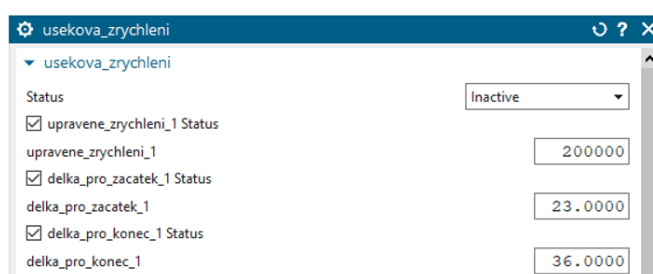 usekova_zrychleni
usekova_zrychleni
Status Inactive
upravene_zrychleni_1 Status
upravene_zrychleni_1 200000
delka_pro_zacatek_1 Status
delka_pro_zacatek_1 23.0000
delka_pro_konec_1 Status
delka_pro_konec_1 36.0000